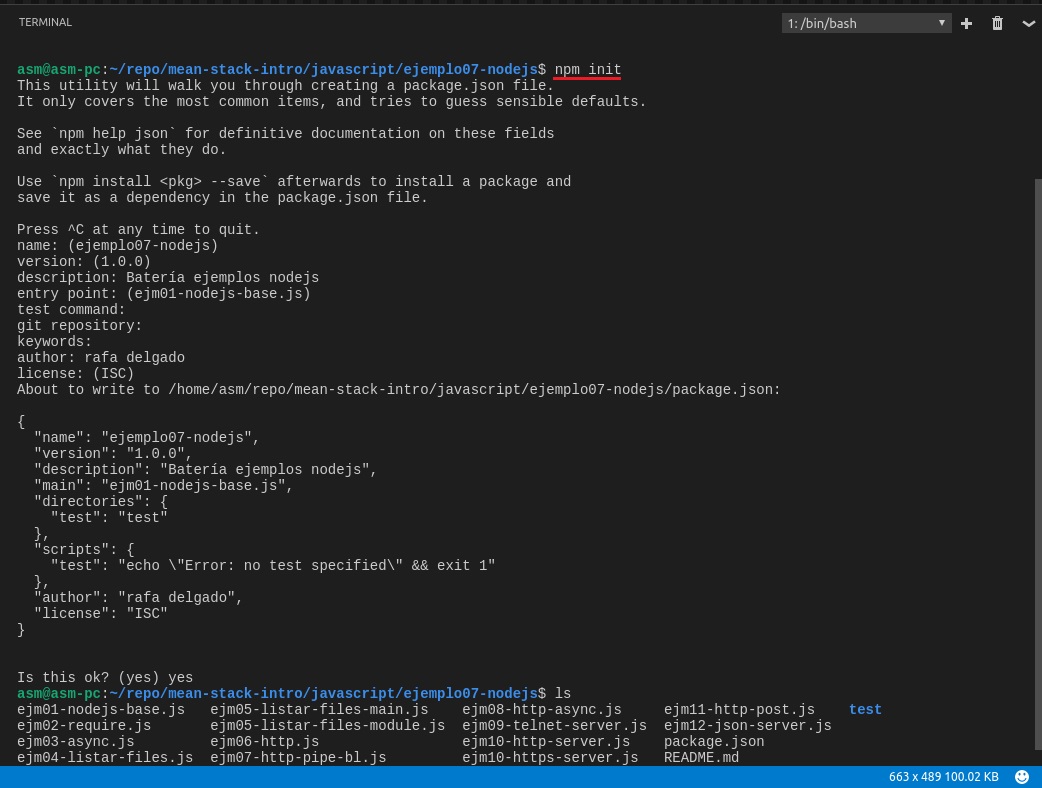 TERMINAL
1: /bin/bash
asm@asm-pc:~/repo/mean-stack-intro/javascript/ejemplo07-nodejs$ npm init
This utility will walk you through creating a package.json file.
It only covers the most common items, and tries to guess sensible defaults.
See `npm help json` for definitive documentation on these fields
and exactly what they do.
Use `npm install <pkg> --save` afterwards to install a package and
save it as a dependency in the package.json file.
Press ^C at any time to quit.
name: (ejemplo07-nodejs)
version: (1.0.0)
description: Batería ejemplos nodejs
entry point: (ejm01-nodejs-base.js)
test command:
git repository:
keywords:
author: rafa delgado
license: (ISC)
About to write to /home/asm/repo/mean-stack-intro/javascript/ejemplo07-nodejs/package.json:
{
  "name": "ejemplo07-nodejs",
  "version": "1.0.0",
  "description": "Batería ejemplos nodejs",
  "main": "ejm01-nodejs-base.js",
  "directories": {
    "test": "test"
  },
  "scripts": {
    "test": "echo \"Error: no test specified\" && exit 1"
  },
  "author": "rafa delgado",
  "license": "ISC"
}
Is this ok? (yes) yes
asm@asm-pc:~/repo/mean-stack-intro/javascript/ejemplo07-nodejs$ ls
ejm01-nodejs-base.js   ejm05-listar-files-main.js    ejm08-http-async.js     ejm11-http-post.js    test
ejm02-require.js       ejm05-listar-files-module.js  ejm09-telnet-server.js  ejm12-json-server.js
ejm03-async.js         ejm06-http.js                 ejm10-http-server.js    package.json
ejm04-listar-files.js  ejm07-http-pipe-bl.js         ejm10-https-server.js   README.md
663 x 489 100.02 KB